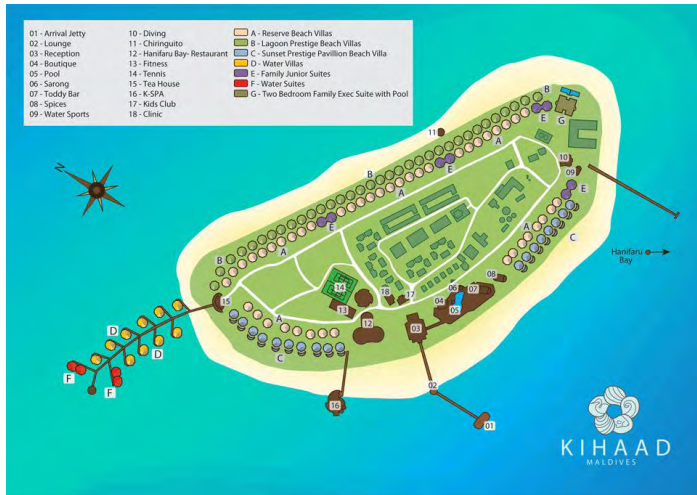 01 - Arrival Jetty
02 - Lounge
03 - Reception
04 - Boutique
05 - Pool
06 - Sarong
07 - Toddy Bar
08 - Spices
09 - Water Sports
10 - Diving
11 - Chiringuito
12 - Hanifaru Bay- Restaurant
13 - Fitness
14 - Tennis
15 - Tea House
16 - K-SPA
17 - Kids Club
18 - Clinic
A - Reserve Beach Villas
B - Lagoon Prestige Beach Villas
C - Sunset Prestige Pavillion Beach Villa
D - Water Villas
E - Family Junior Suites
F - Water Suites
G - Two Bedroom Family Exec Suite with Pool
B
E
G
11
A
E
10
09
E
B
A
N
E
A
C
A
Hanifaru
Bay
B
08
14
06
07
18
17
15
04
05
13
A
12
03
D
C
D
F
02
F
16
01
KIHAAD
MALDIVES